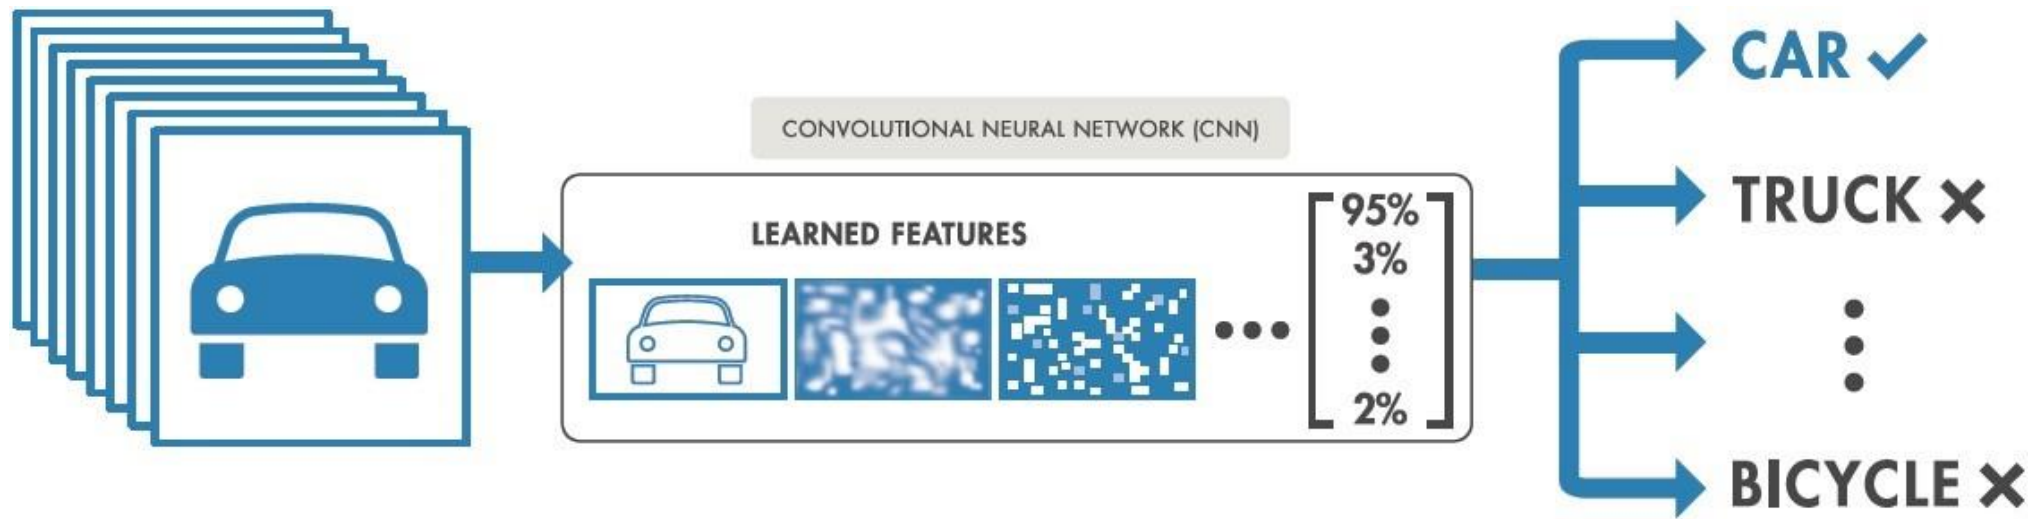 CONVOLUTIONAL NEURAL NETWORK (CNN)
LEARNED FEATURES
95%
3%
2%
CAR
TRUCK
BICYCLE